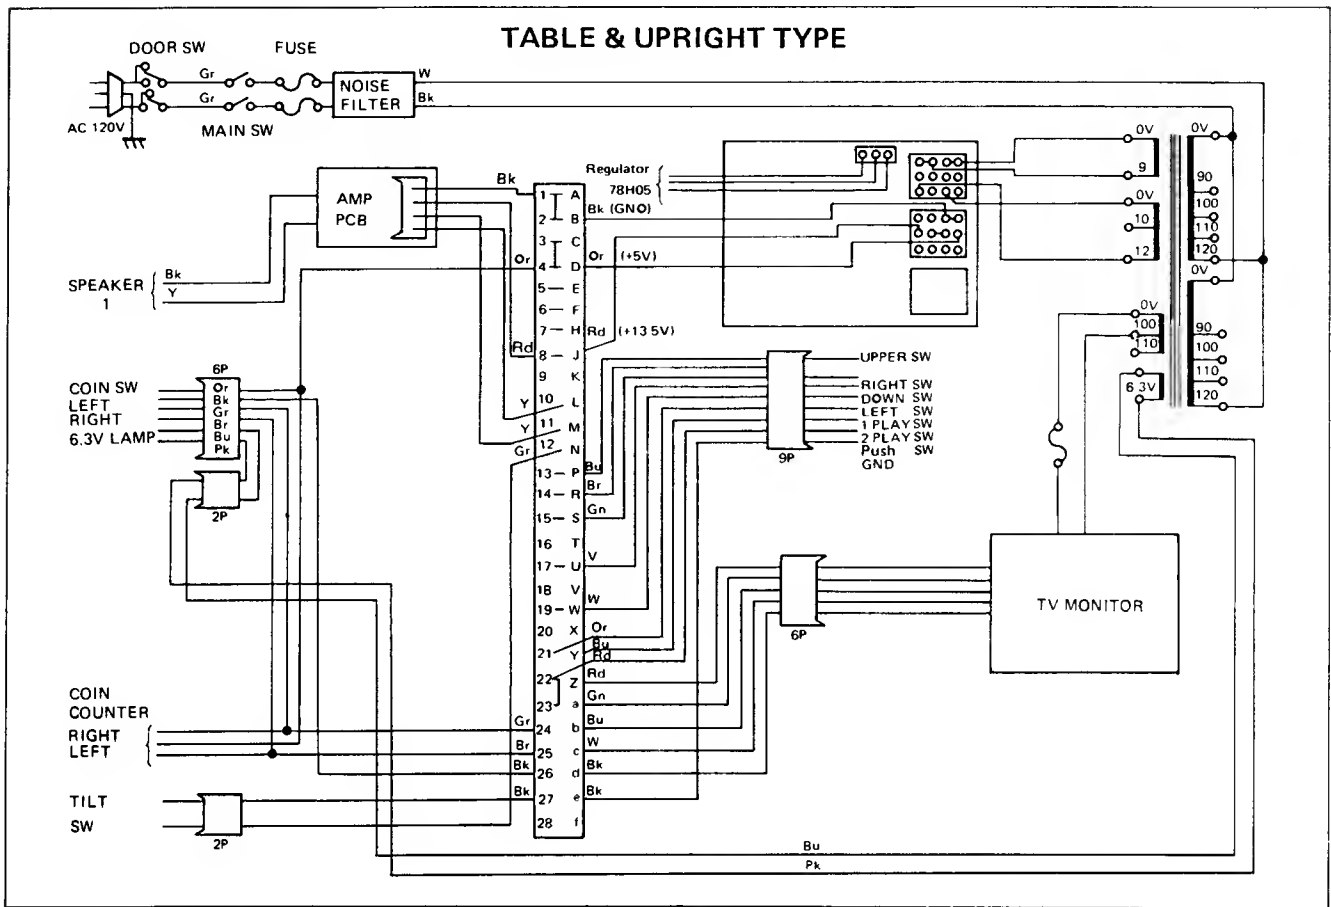 TABLE & UPRIGHT TYPE
DOOR SW
FUSE
Gr
Gr
NOISE
FILTER
W
Bk
AC 120V
MAIN SW
AMP
PCB
Bk
Regulator
78H05
Bk (GNO)
Or
Or (+5V)
Rd (+13 5V)
Rd
SPEAKER
1
Bk
Y
0V
9
0V
10
12
0V
100
110
6 3V
0V
90
100
110
120
0V
90
100
110
120
1 A
2 B
3 C
4 D
5 E
6 F
7 H
8 J
9 K
10 L
11 M
12 N
13 P
14 R
15 S
16 T
17 U
18 V
19 W
20 X
21 Y
22 Z
23 a
24 b
25 c
26 d
27 e
28 f
Y
Y
Gr
Bu
Br
Gn
V
W
Or
Bu
Rd
Rd
Gn
Bu
W
Bk
Bk
Gr
Br
Bk
Bk
6P
COIN SW
LEFT
RIGHT
6.3V LAMP
Or
Bk
Gr
Br
Bu
Pk
2P
9P
UPPER SW
RIGHT SW
DOWN SW
LEFT SW
1 PLAY SW
2 PLAY SW
Push SW
GND
6P
TV MONITOR
COIN
COUNTER
RIGHT
LEFT
TILT
SW
2P
Bu
Pk